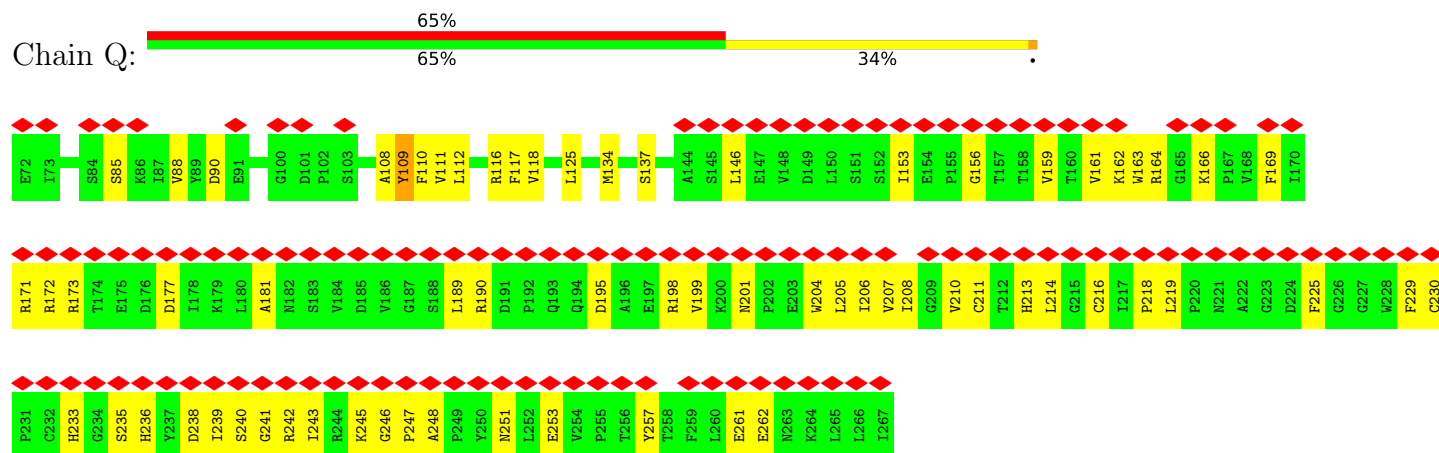 65%
Chain Q:
65% 34% •
E72 I73 S84 S85 K86 I87 V88 Y89 D90 E91 G100 D101 P102 S103 A108 Y109 F110 V111 L112 R116 F117 V118 L125 M134 S137 A144 S145 L146 E147 V148 D149 L150 S151 S152 I153 E154 P155 G156 T157 T158 V159 T160 V161 K162 W163 R164 G165 K166 P167 V168 F169 I170
R171 R172 R173 T174 E175 D176 D177 I178 K179 L180 A181 N182 S183 V184 D185 V186 G187 S188 L189 R190 D191 P192 Q193 Q194 D195 A196 E197 R198 V199 K200 N201 P202 E203 W204 L205 I206 V207 I208 G209 V210 C211 T212 H213 L214 G215 C216 I217 P218 L219 P220 N221 A222 G223 D224 F225 G226 G227 W228 F229 C230
P231 C232 H233 G234 S235 H236 Y237 D238 I239 S240 G241 R242 I243 R244 K245 G246 P247 A248 P249 Y250 N251 L252 E253 V254 P255 T256 Y257 T258 F259 L260 E261 E262 N263 K264 L265 L266 I267